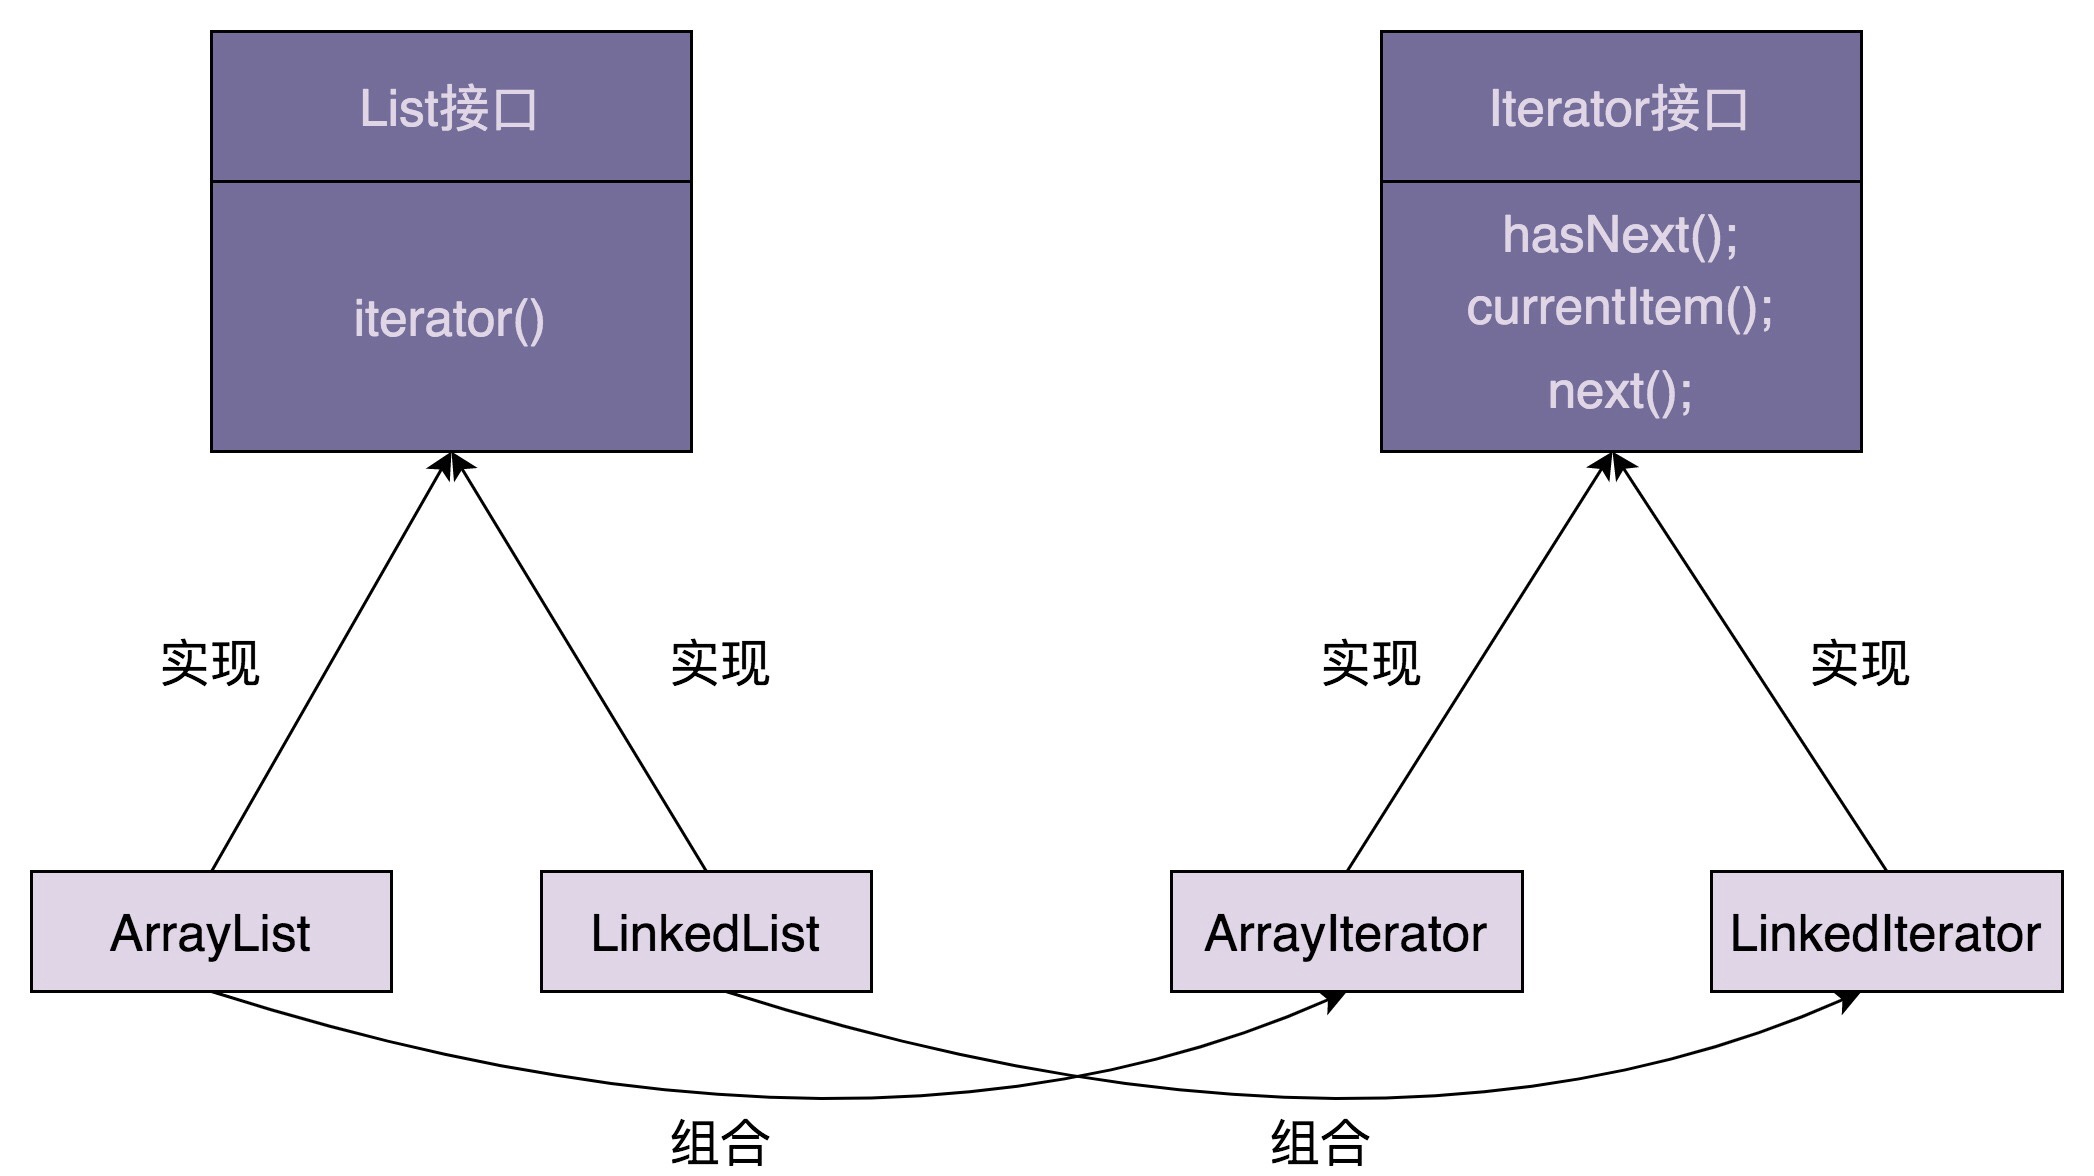 List接口
Iterator接口
iterator()
hasNext();
currentItem();
next();
实现
实现
实现
实现
ArrayList
LinkedList
ArrayIterator
LinkedIterator
组合
组合